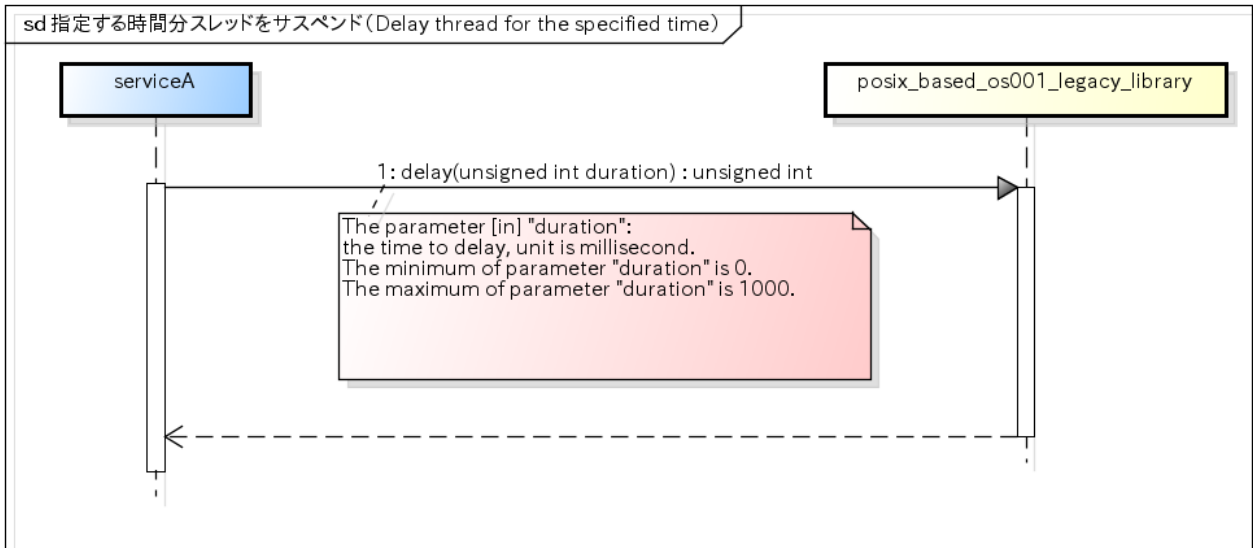 sd 指定する時間分スレッドをサスペンド(Delay thread for the specified time)
serviceA
posix_based_os001_legacy_library
1: delay(unsigned int duration) : unsigned int
The parameter [in] "duration":
the time to delay, unit is millisecond.
The minimum of parameter "duration" is 0.
The maximum of parameter "duration" is 1000.